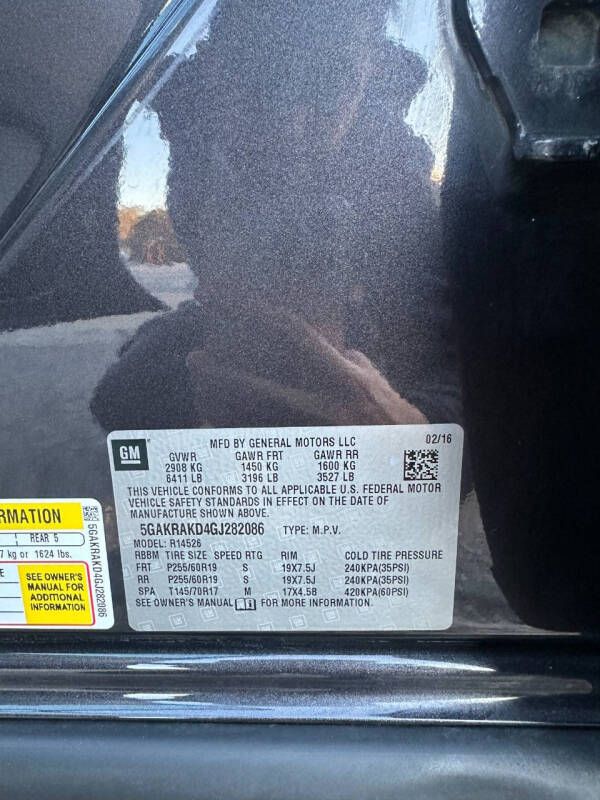 GM
MFD BY GENERAL MOTORS LLC 02/16
GVWR GAWR FRT GAWR RR
2908 KG 1450 KG 1600 KG
6411 LB 3196 LB 3527 LB
THIS VEHICLE CONFORMS TO ALL APPLICABLE U.S. FEDERAL MOTOR
VEHICLE SAFETY STANDARDS IN EFFECT ON THE DATE OF
MANUFACTURE SHOWN ABOVE.
5GAKRAKD4GJ282086 TYPE: M.P.V.
MODEL: R14526
RBBM TIRE SIZE SPEED RTG RIM COLD TIRE PRESSURE
FRT P255/60R19 S 19X7.5J 240KPA(35PSI)
RR P255/60R19 S 19X7.5J 240KPA(35PSI)
SPA T145/70R17 M 17X4.5B 420KPA(60PSI)
SEE OWNER'S MANUAL
RMATION
REAR 5
7 kg or 1624 lbs.
E
SEE OWNER'S
MANUAL FOR
ADDITIONAL
INFORMATION
5GAKRAKD4GJ282086